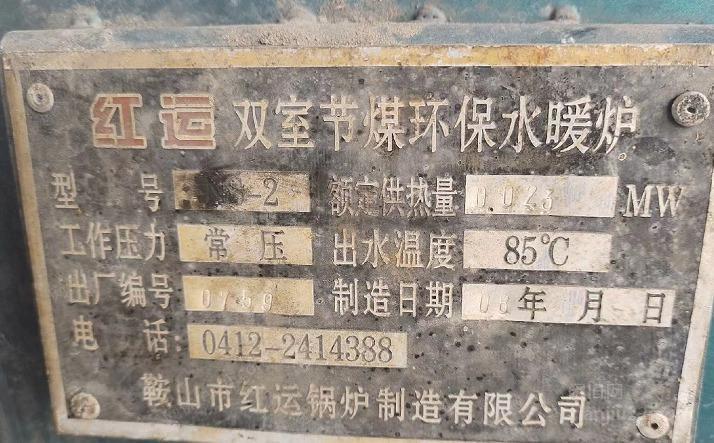 红运 双室节煤环保水暖炉
型号 -2 额定供热量 MW
工作压力 常压 出水温度 85℃
出厂编号 制造日期 年 月 日
电话: 0412-2414388
鞍山市红运锅炉制造有限公司